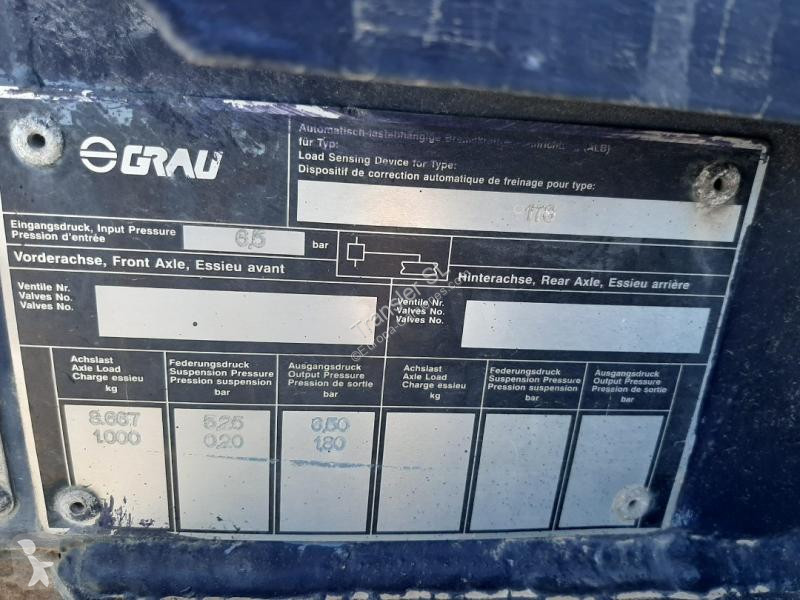 GRAU
Automatisch-lastabhängige (ALB)
für Typ:
Load Sensing Device for Type:
Dispositif de correction automatique de freinage pour type:
Eingangsdruck, Input Pressure
Pression d'entrée
6,5
bar
Vorderachse, Front Axle, Essieu avant
Hinterachse, Rear Axle, Essieu arrière
Ventile Nr.
Valves No.
Valves No.
Ventile Nr.
Valves No.
Valves No.
Achslast
Axle Load
Charge essieu
kg
Federungsdruck
Suspension Pressure
Pression suspension
bar
Ausgangsdruck
Output Pressure
Pression de sortie
bar
Achslast
Axle Load
Charge essieu
kg
Federungsdruck
Suspension Pressure
Pression suspension
bar
Ausgangsdruck
Output Pressure
Pression de sortie
bar
8.667 5,25 6,50
1.000 0,20 1,80
Transfer SL